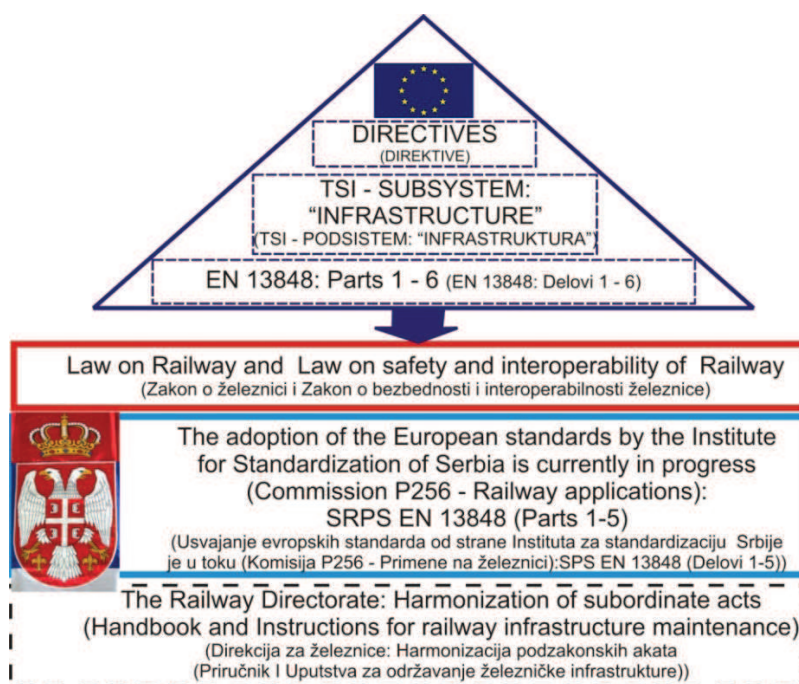 DIRECTIVES
(DIREKTIVE)
TSI - SUBSYSTEM:
“INFRASTRUCTURE”
(TSI - PODSISTEM: “INFRASTRUKTURA”)
EN 13848: Parts 1 - 6 (EN 13848: Delovi 1 - 6)
Law on Railway and Law on safety and interoperability of Railway
(Zakon o železnici i Zakon o bezbednosti i interoperabilnosti železnice)
The adoption of the European standards by the Institute
for Standardization of Serbia is currently in progress
(Commission P256 - Railway applications):
SRPS EN 13848 (Parts 1-5)
(Usvajanje evropskih standarda od strane Instituta za standardizaciju Srbije
je u toku (Komisija P256 - Primene na železnici):SPS EN 13848 (Delovi 1-5))
The Railway Directorate: Harmonization of subordinate acts
(Handbook and Instructions for railway infrastructure maintenance)
(Direkcija za železnice: Harmonizacija podzakonskih akata
(Priručnik I Uputstva za održavanje železničke infrastrukture))